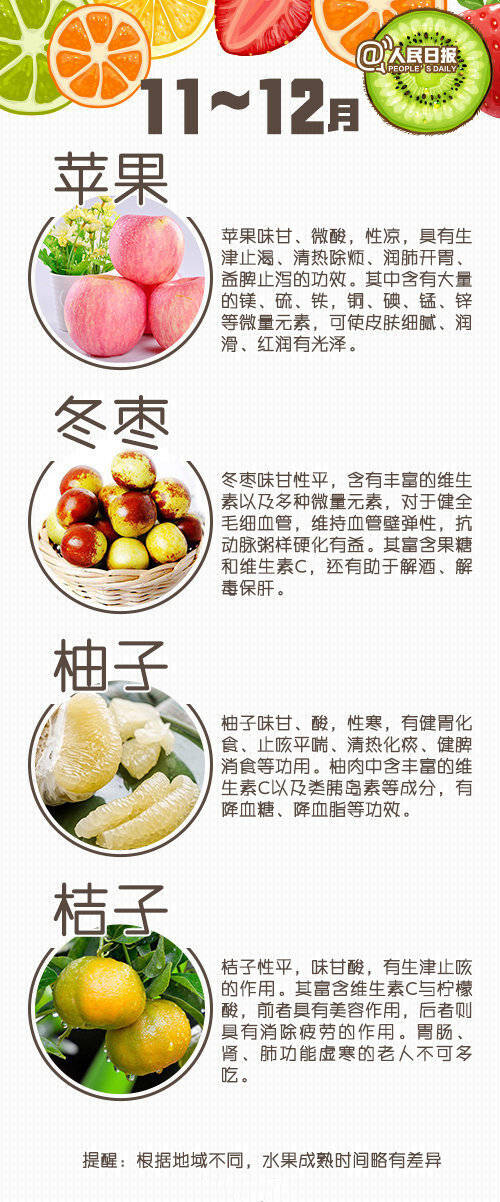 @人民日报
PEOPLE'S DAILY
11~12月
苹果
苹果味甘、微酸，性凉，具有生
津止渴、清热除烦、润肺开胃、
益脾止泻的功效。其中含有大量
的镁、硫、铁，铜、碘、锰、锌
等微量元素，可使皮肤细腻、润
滑、红润有光泽。
冬枣
冬枣味甘性平，含有丰富的维生
素以及多种微量元素，对于健全
毛细血管，维持血管壁弹性，抗
动脉粥样硬化有益。其富含果糖
和维生素C，还有助于解酒、解
毒保肝。
柚子
柚子味甘、酸，性寒，有健胃化
食、止咳平喘、清热化痰、健脾
消食等功用。柚肉中含丰富的维
生素C以及类胰岛素等成分，有
降血糖、降血脂等功效。
桔子
桔子性平，味甘酸，有生津止咳
的作用。其富含维生素C与柠檬
酸，前者具有美容作用，后者则
具有消除疲劳的作用。胃肠、
肾、肺功能虚寒的老人不可多
吃。
提醒：根据地域不同，水果成熟时间略有差异